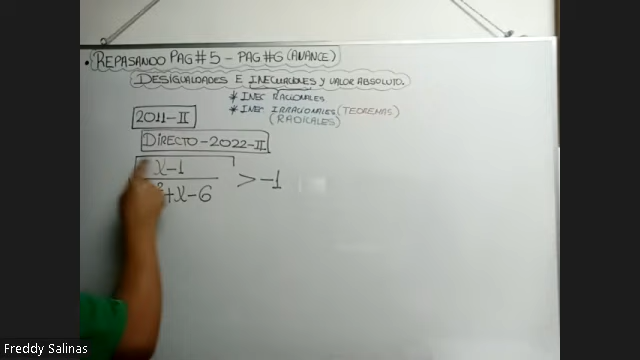 • REPASANDO PAG#5 - PAG#6 (AVANCE)
DESIGUALDADES E INECUACIONES Y VALOR ABSOLUTO.
* INEC RACIONALES
* INEC IRRACIONALES (TEOREMAS)
(RADICALES)
2011-II
DIRECTO-2022-II
x-1
+x-6 > -1
Freddy Salinas